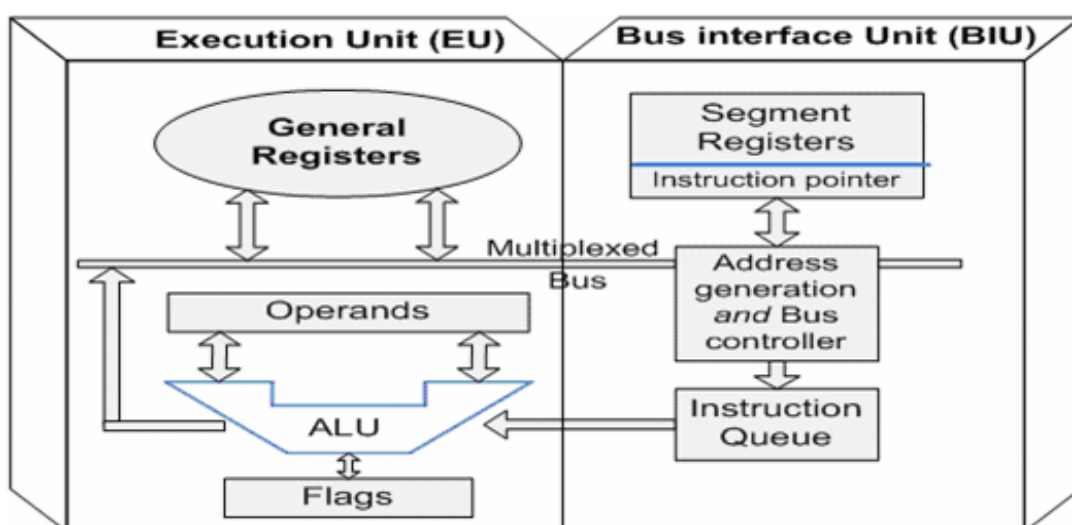 Execution Unit (EU)
Bus interface Unit (BIU)
General
Registers
Segment
Registers
Instruction pointer
Multiplexed
Bus
Address
generation
and Bus
controller
Operands
ALU
Instruction
Queue
Flags